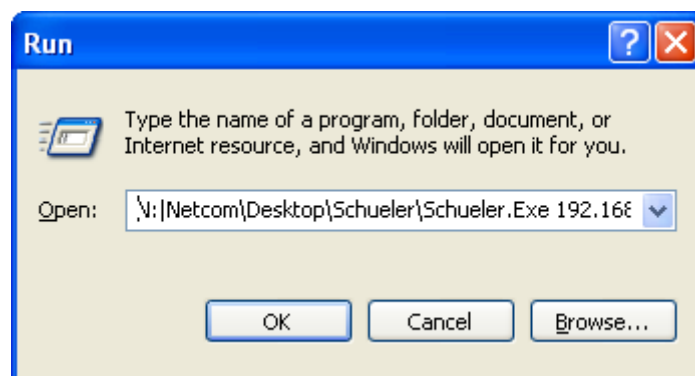 Run
Type the name of a program, folder, document, or
Internet resource, and Windows will open it for you.
Open:
N:|Netcom\Desktop\Schueler\Schueler.Exe 192.168
OK
Cancel
Browse...